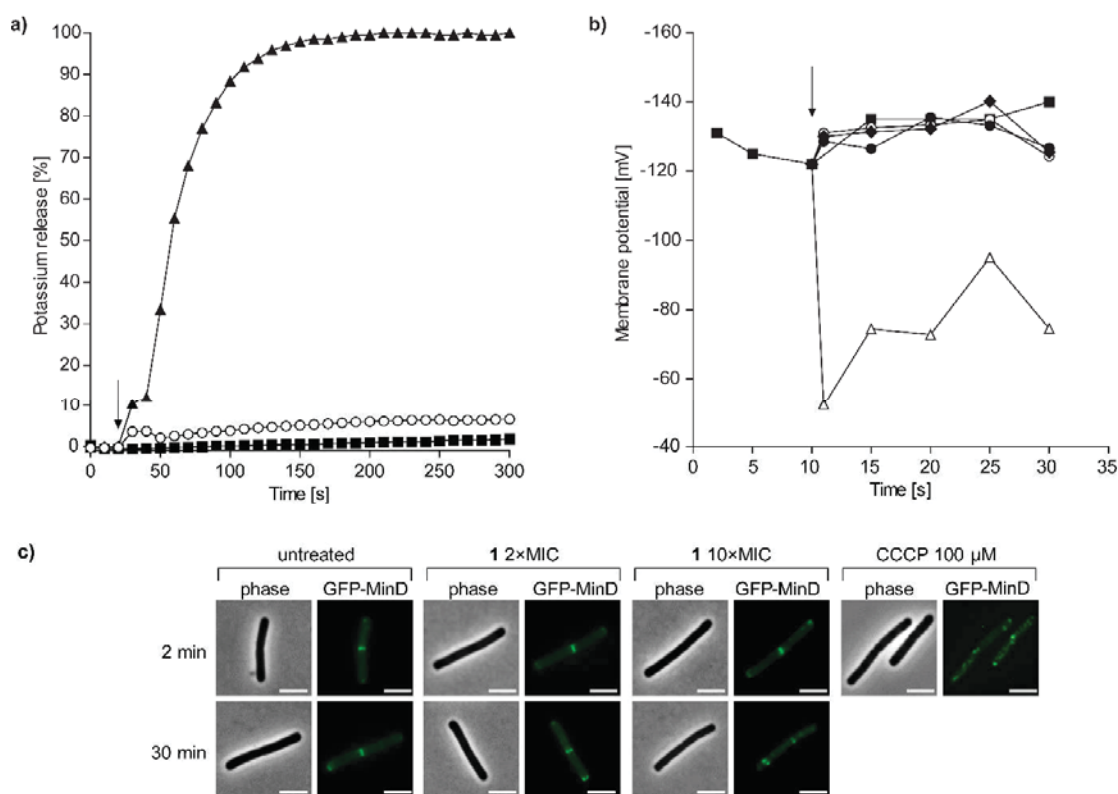 a)
Potassium release [%]
100
90
80
70
60
50
40
30
20
10
0
0 50 100 150 200 250 300
Time [s]
b)
Membrane potential [mV]
-160
-140
-120
-100
-80
-60
-40
0 5 10 15 20 25 30 35
Time [s]
c)
untreated 1 2×MIC 1 10×MIC CCCP 100 µM
phase GFP-MinD phase GFP-MinD phase GFP-MinD phase GFP-MinD
2 min
30 min